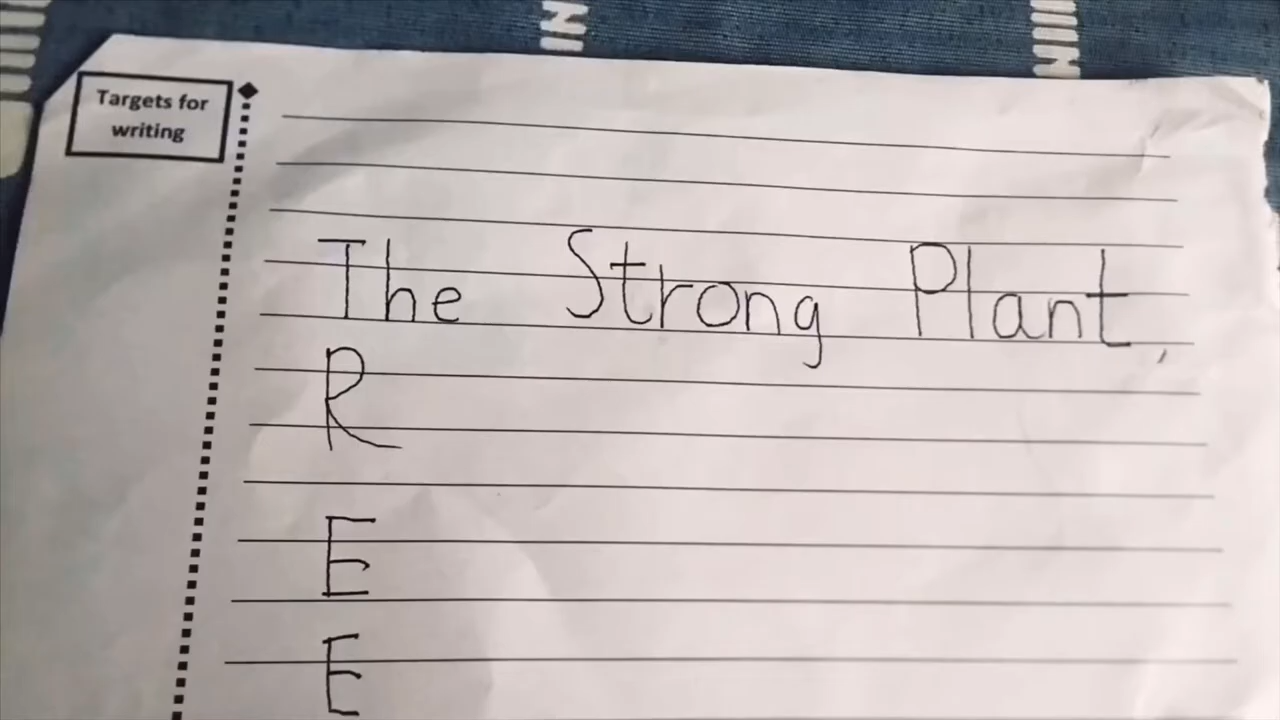 Targets for
writing
The Strong Plant,
R
E
E